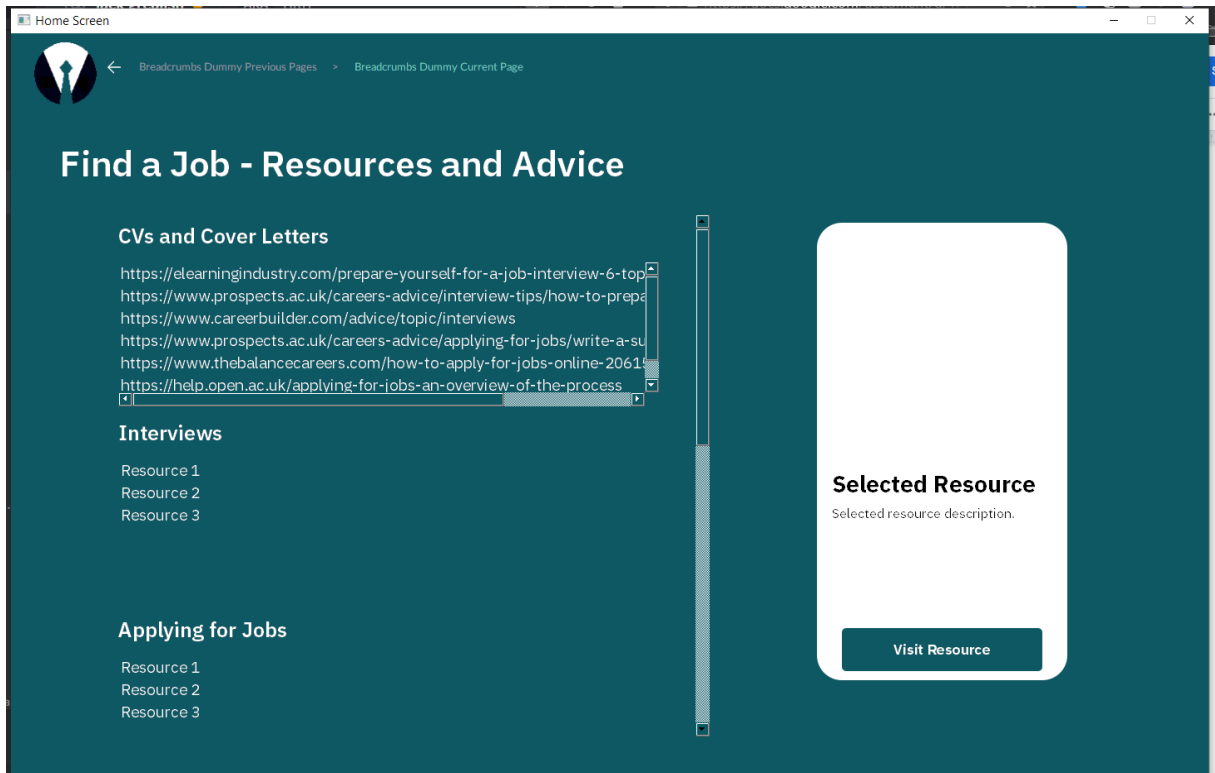 Home Screen
Breadcrumbs Dummy Previous Pages > Breadcrumbs Dummy Current Page
Find a Job - Resources and Advice
CVs and Cover Letters
https://elearningindustry.com/prepare-yourself-for-a-job-interview-6-top
https://www.prospects.ac.uk/careers-advice/interview-tips/how-to-prepa
https://www.careerbuilder.com/advice/topic/interviews
https://www.prospects.ac.uk/careers-advice/applying-for-jobs/write-a-su
https://www.thebalancecareers.com/how-to-apply-for-jobs-online-2061
https://help.open.ac.uk/applying-for-jobs-an-overview-of-the-process
Interviews
Resource 1
Resource 2
Resource 3
Applying for Jobs
Resource 1
Resource 2
Resource 3
Selected Resource
Selected resource description.
Visit Resource